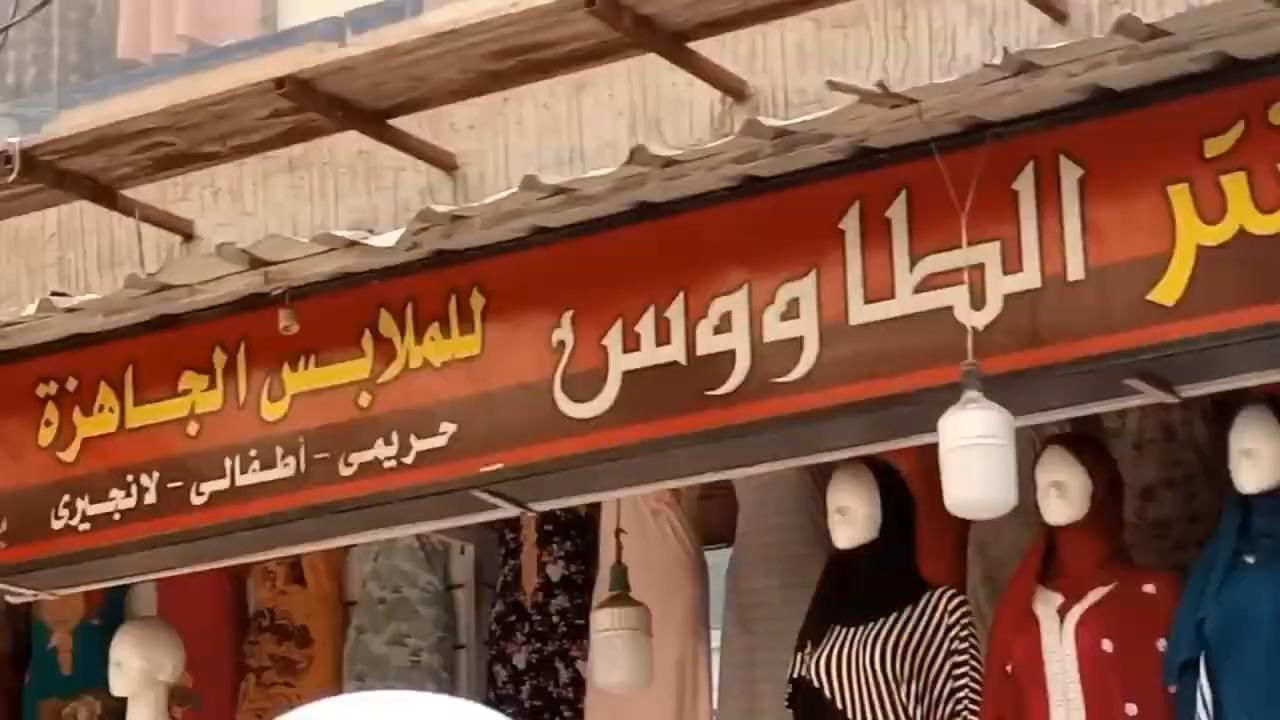 الطاووس
للملابس الجاهزة
حريمى - أطفالى - لانجيرى